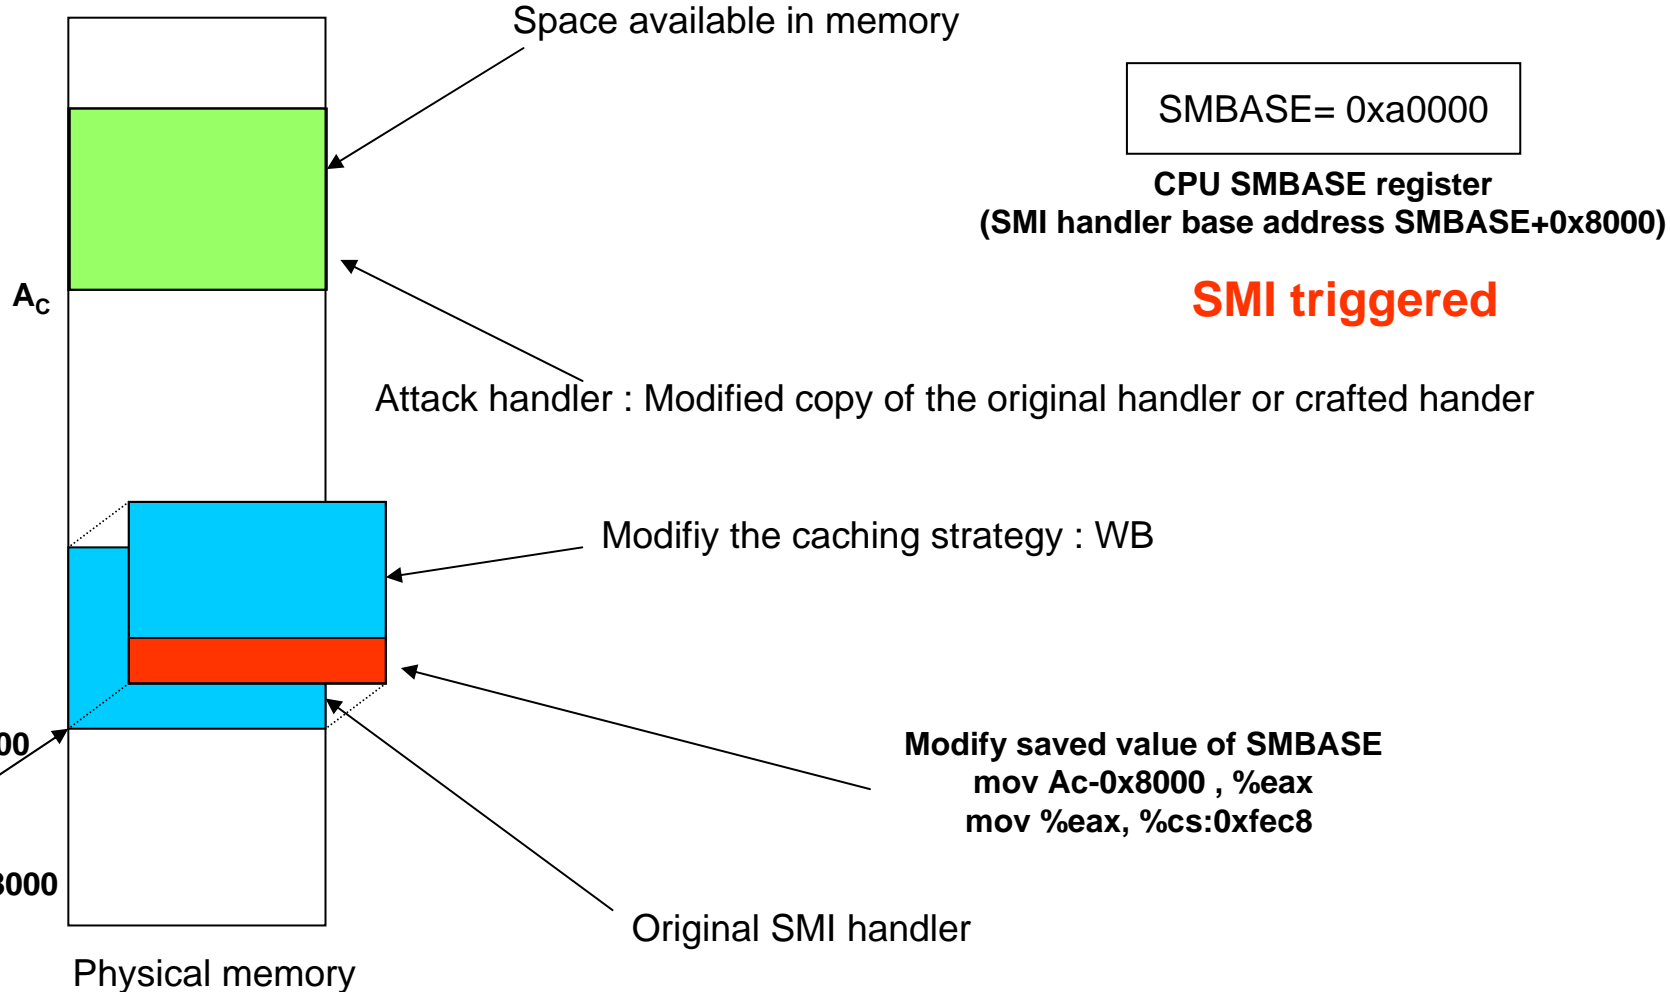 Space available in memory
SMBASE= 0xa0000
CPU SMBASE register
(SMI handler base address SMBASE+0x8000)
SMI triggered
AC
Attack handler : Modified copy of the original handler or crafted hander
Modifiy the caching strategy : WB
Modify saved value of SMBASE
mov Ac-0x8000 , %eax
mov %eax, %cs:0xfec8
Original SMI handler
Physical memory